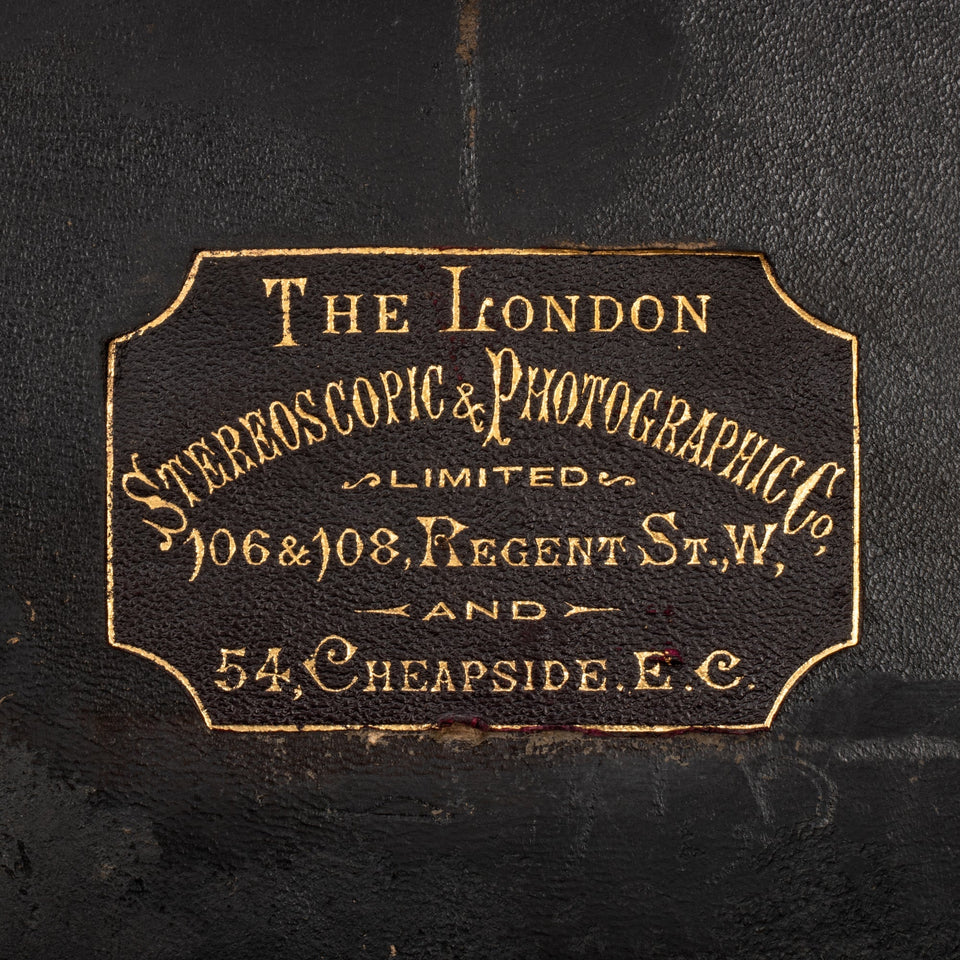 THE LONDON
STEREOSCOPIC & PHOTOGRAPHIC Co,
LIMITED
106 & 108, REGENT ST., W,
AND
54, CHEAPSIDE. E. C.